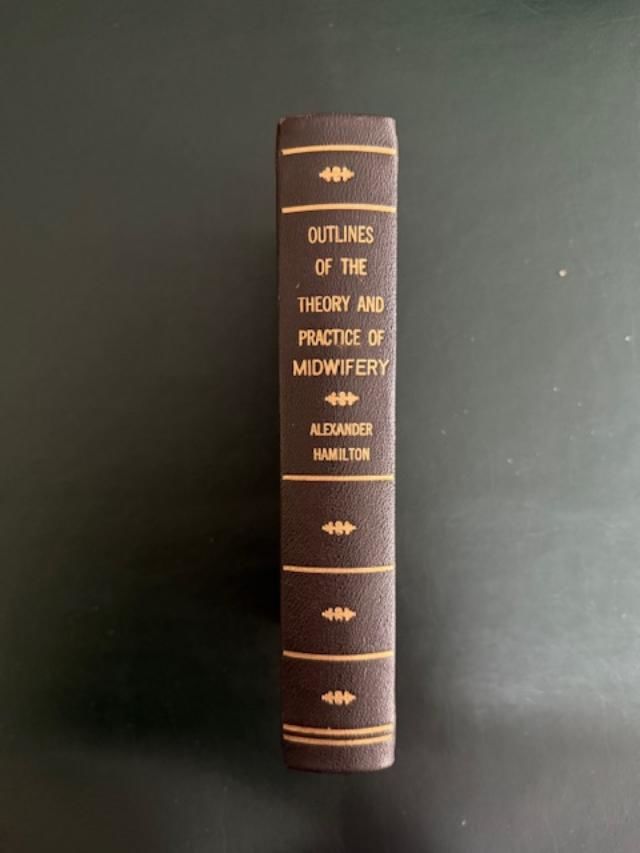 OUTLINES
OF THE
THEORY AND
PRACTICE OF
MIDWIFERY
ALEXANDER
HAMILTON